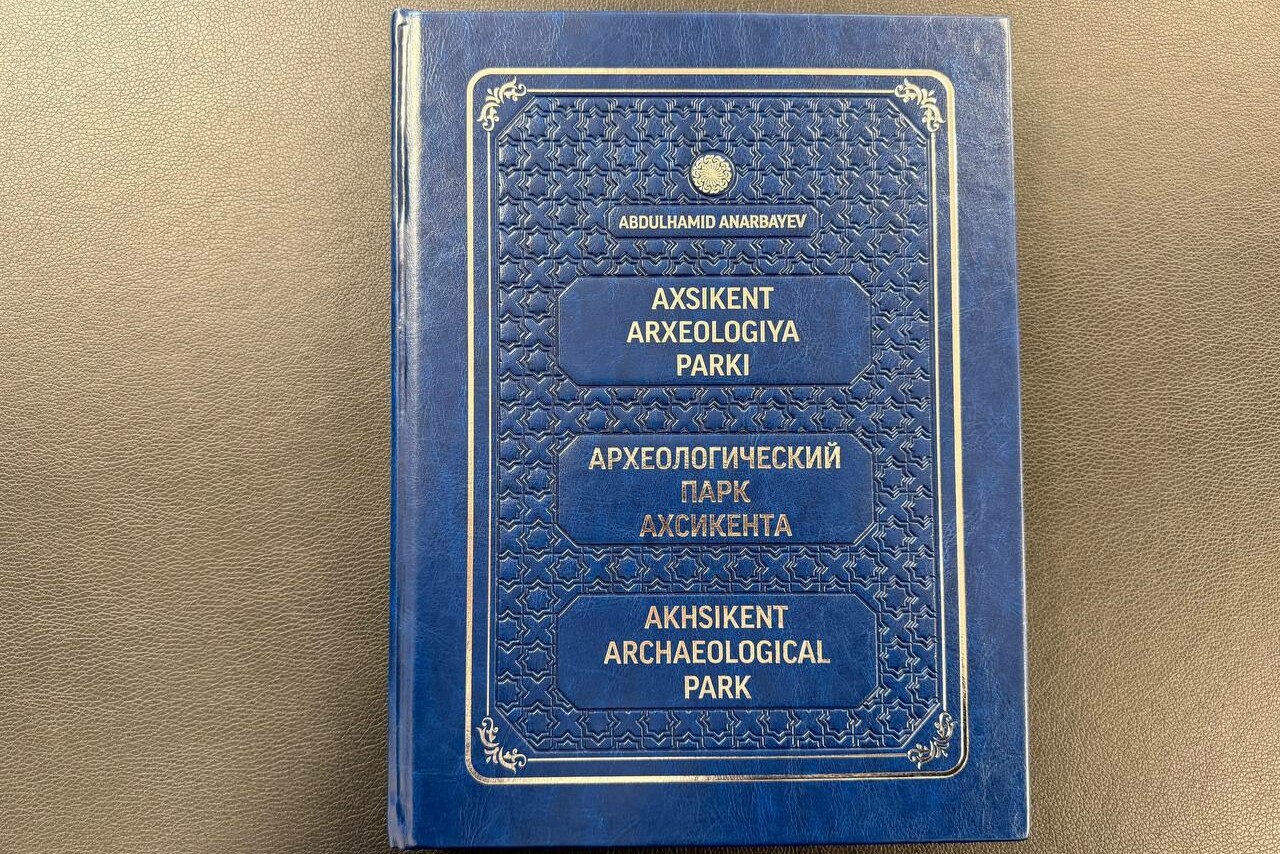 ABDULHAMID ANARBAYEV
AXSIKENT
ARXEOLOGIYA
PARKI
АРХЕОЛОГИЧЕСКИЙ
ПАРК
АХСИКЕНТА
AKHSIKENT
ARCHAEOLOGICAL
PARK